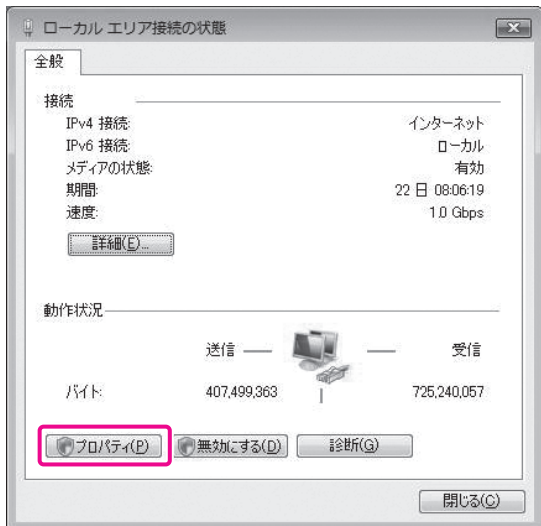 ローカル エリア接続の状態
全般
接続
IPv4 接続: インターネット
IPv6 接続: ローカル
メディアの状態: 有効
期間: 22 日 08:06:19
速度: 1.0 Gbps
詳細(E)...
動作状況
送信 受信
バイト: 407,499,363 725,240,057
プロパティ(P) 無効にする(D) 診断(G)
閉じる(C)